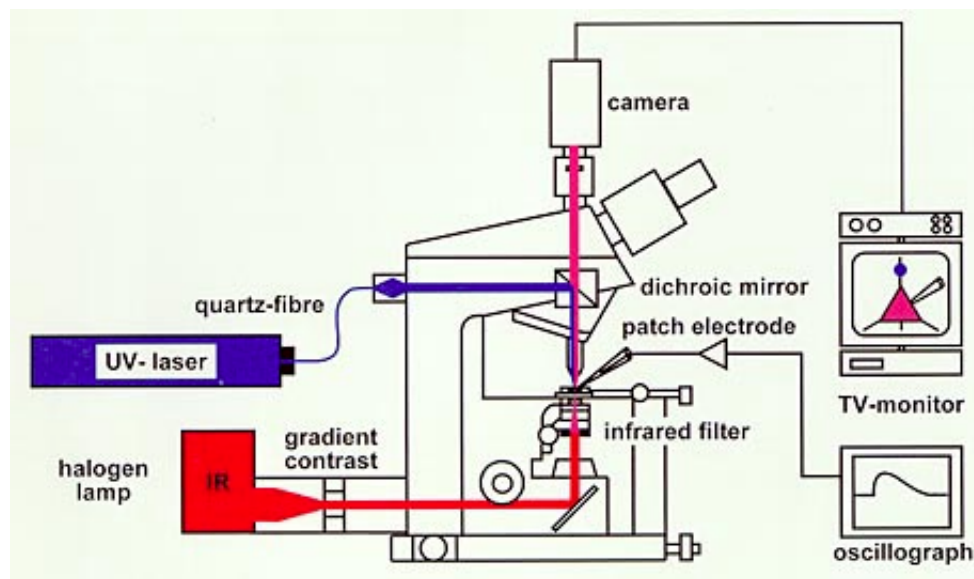 camera
dichroic mirror
quartz-fibre
patch electrode
UV- laser
TV-monitor
infrared filter
gradient
contrast
halogen
lamp
IR
oscillograph